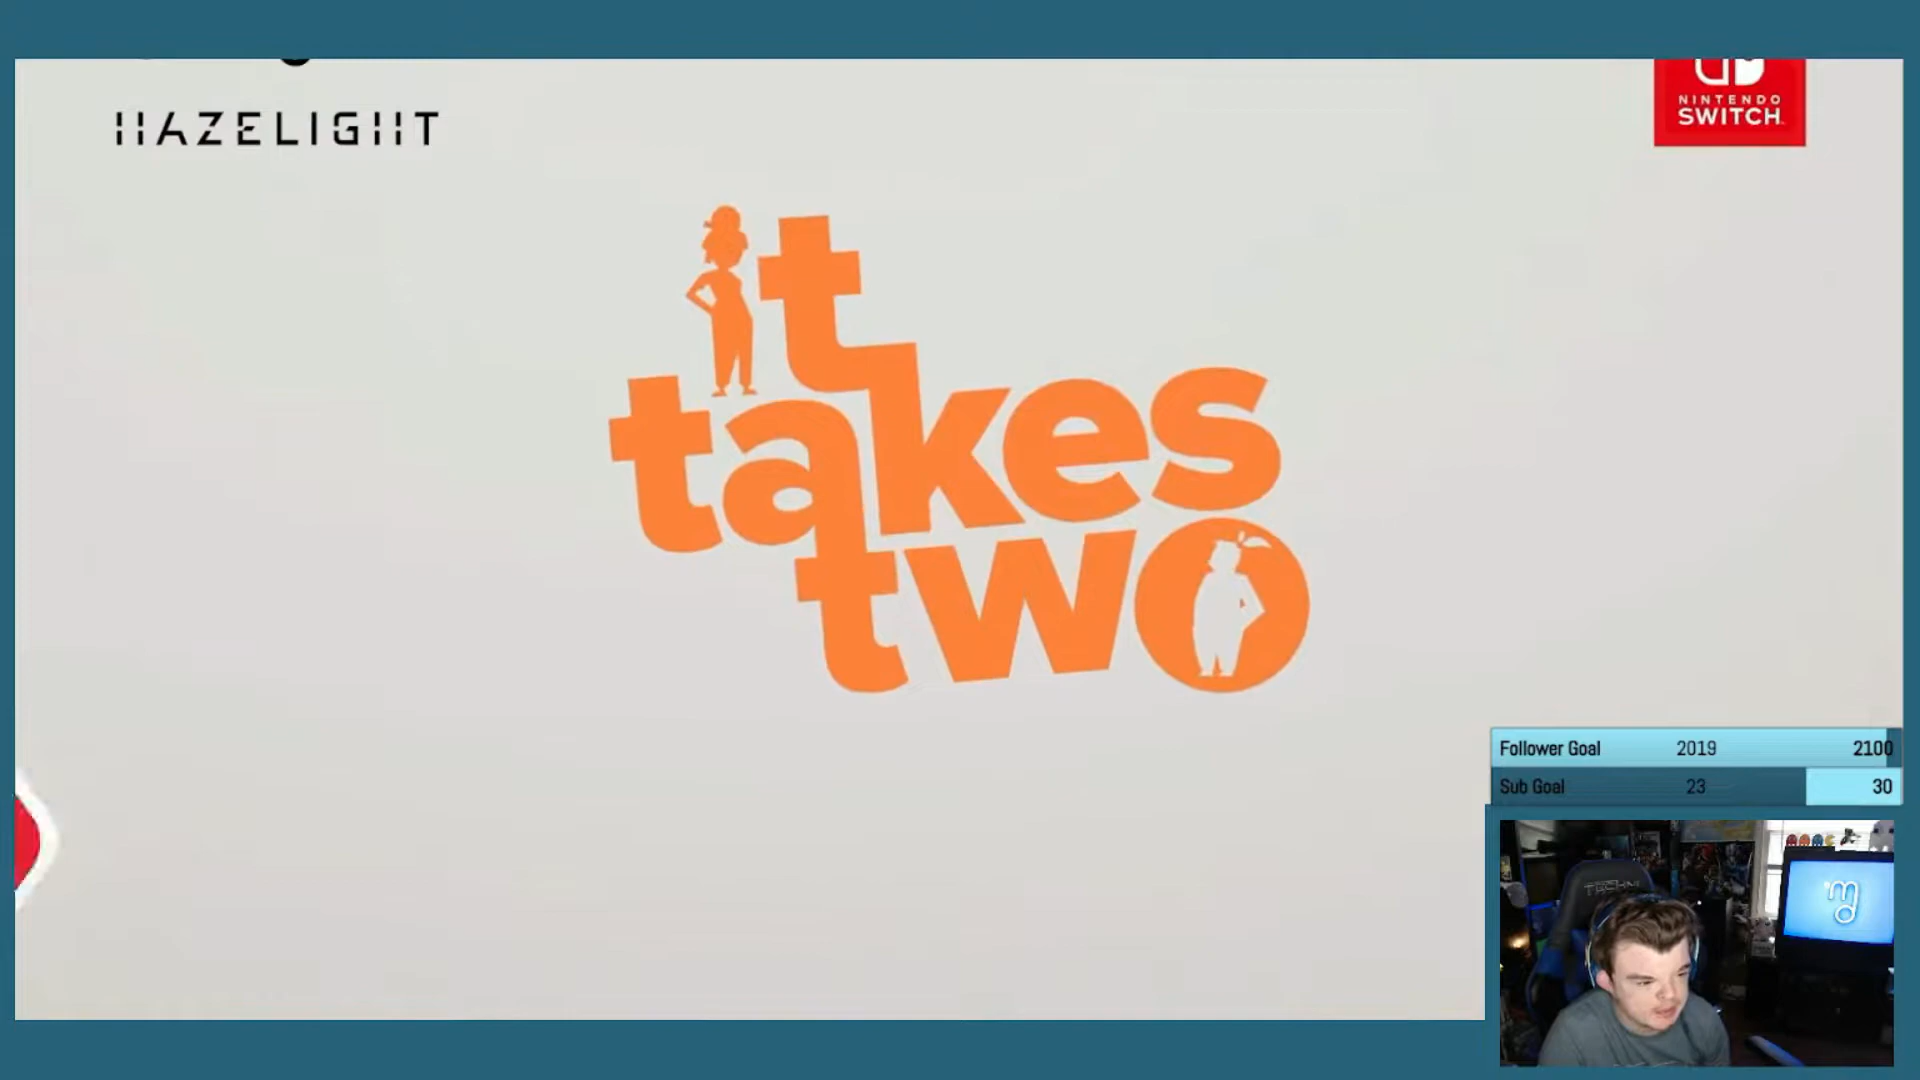 HAZELIGHT
NINTENDO
SWITCH
it
takes
two
Follower Goal 2019 2100
Sub Goal 23 30